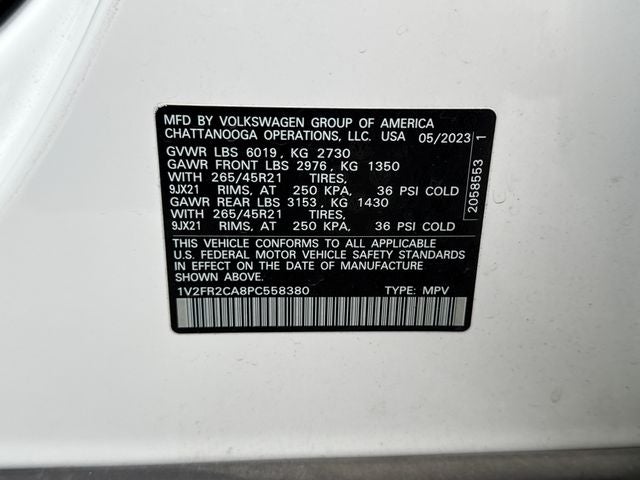 MFD BY VOLKSWAGEN GROUP OF AMERICA
CHATTANOOGA OPERATIONS, LLC. USA 05/2023
GVWR LBS 6019, KG 2730
GAWR FRONT LBS 2976, KG 1350
WITH 265/45R21 TIRES,
9JX21 RIMS, AT 250 KPA, 36 PSI COLD
GAWR REAR LBS 3153, KG 1430
WITH 265/45R21 TIRES,
9JX21 RIMS, AT 250 KPA, 36 PSI COLD
THIS VEHICLE CONFORMS TO ALL APPLICABLE
U.S. FEDERAL MOTOR VEHICLE SAFETY STANDARDS
IN EFFECT ON THE DATE OF MANUFACTURE
SHOWN ABOVE.
1V2FR2CA8PC558380 TYPE: MPV
2058553 1